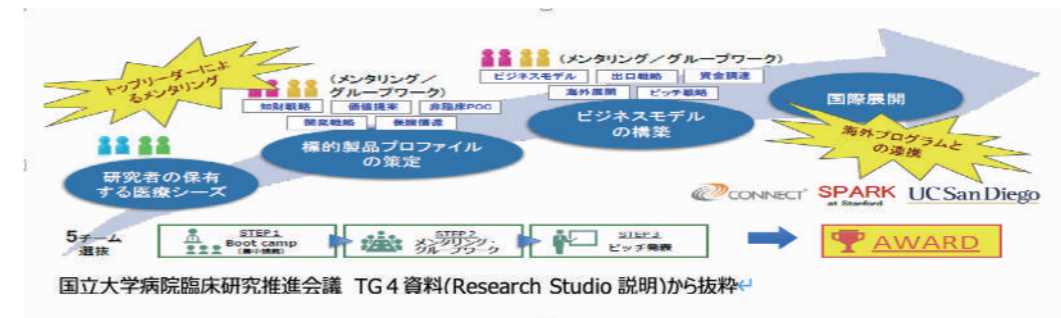 トップリーダーによ
るメンタリング
(メンタリング/
グループワーク)
知財戦略 価値提案 非臨床POC
開発戦略 保険償還
(メンタリング/グループワーク)
ビジネスモデル 出口戦略 資金調達
海外展開 ピッチ戦略
研究者の保有
する医療シーズ
標的製品プロファイル
の策定
ビジネスモデル
の構築
国際展開
海外プログラムと
の連携
CONNECT
SPARK
at Stanford
UC San Diego
5チーム
選抜
STEP1
Boot camp
STEP2
メンタリング・
グループワーク
STEP3
ピッチ発表
AWARD
国立大学病院臨床研究推進会議 TG4資料(Research Studio 説明)から抜粋↵